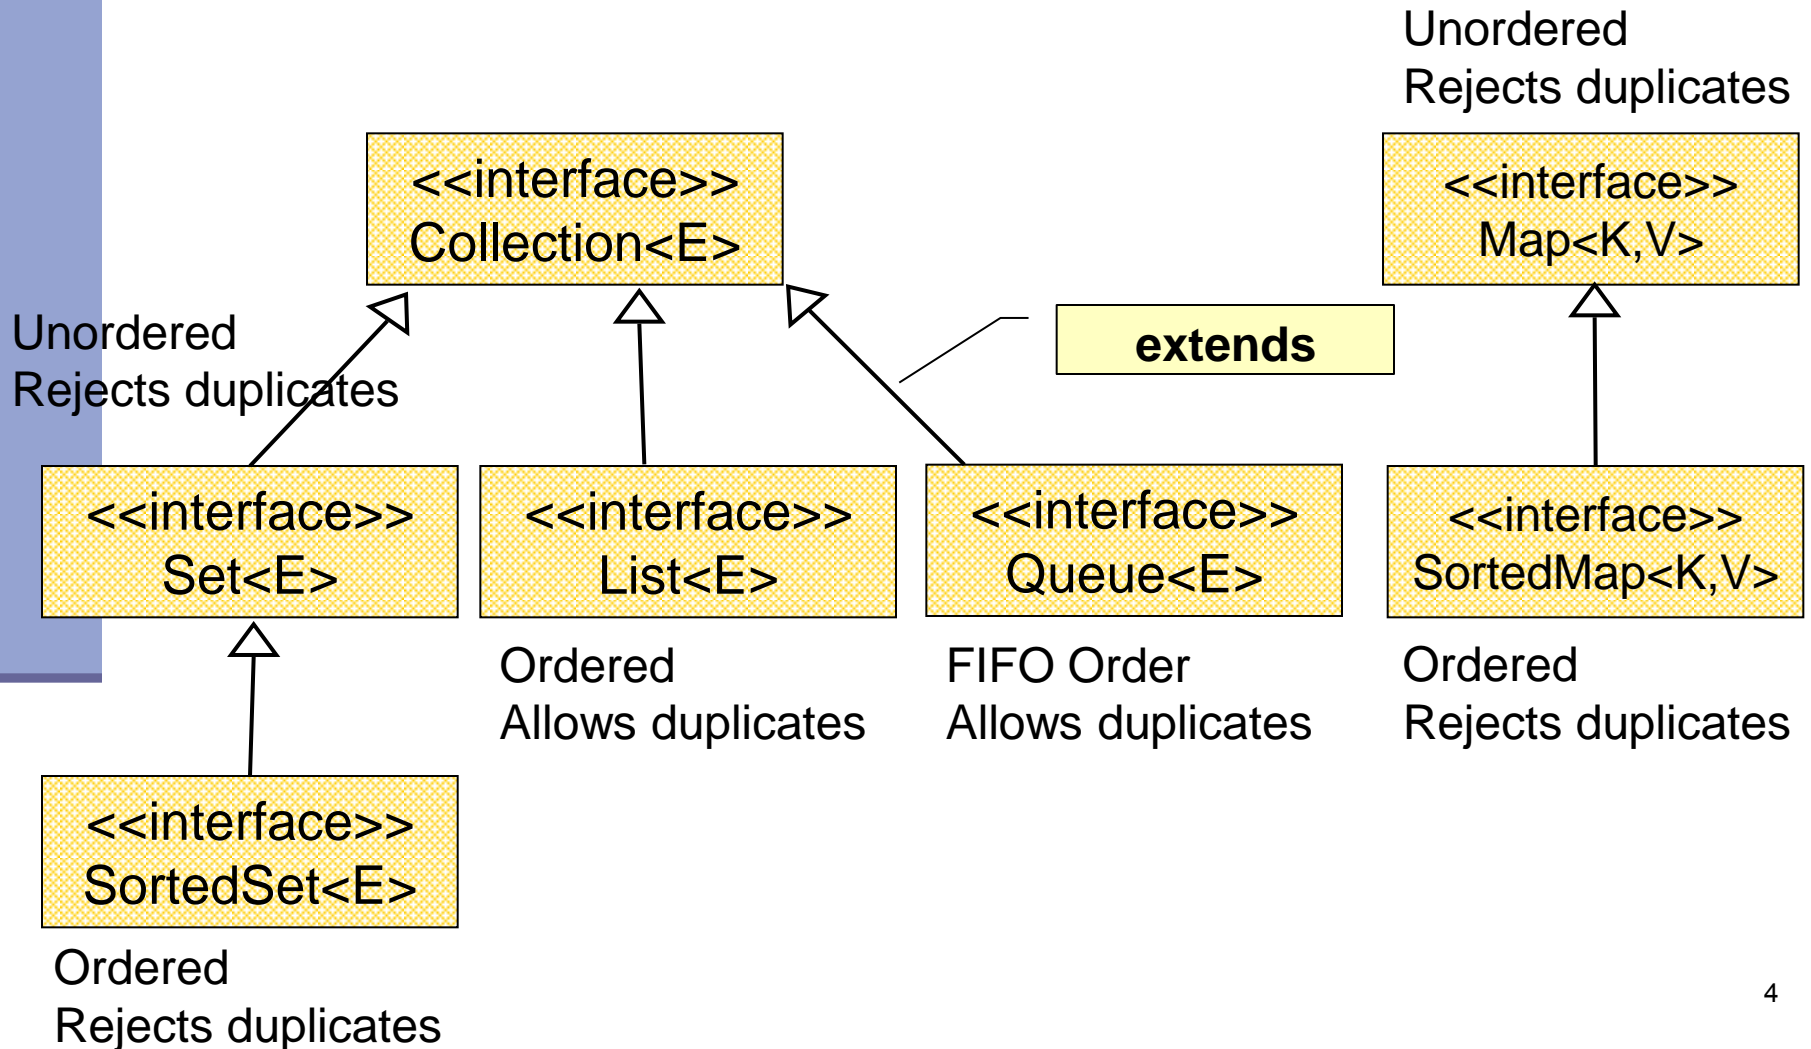 Unordered
Rejects duplicates
<<interface>>
Collection<E>
<<interface>>
Map<K,V>
Unordered
Rejects duplicates
extends
<<interface>>
Set<E>
<<interface>>
List<E>
<<interface>>
Queue<E>
<<interface>>
SortedMap<K,V>
Ordered
Allows duplicates
FIFO Order
Allows duplicates
Ordered
Rejects duplicates
<<interface>>
SortedSet<E>
Ordered
Rejects duplicates
4